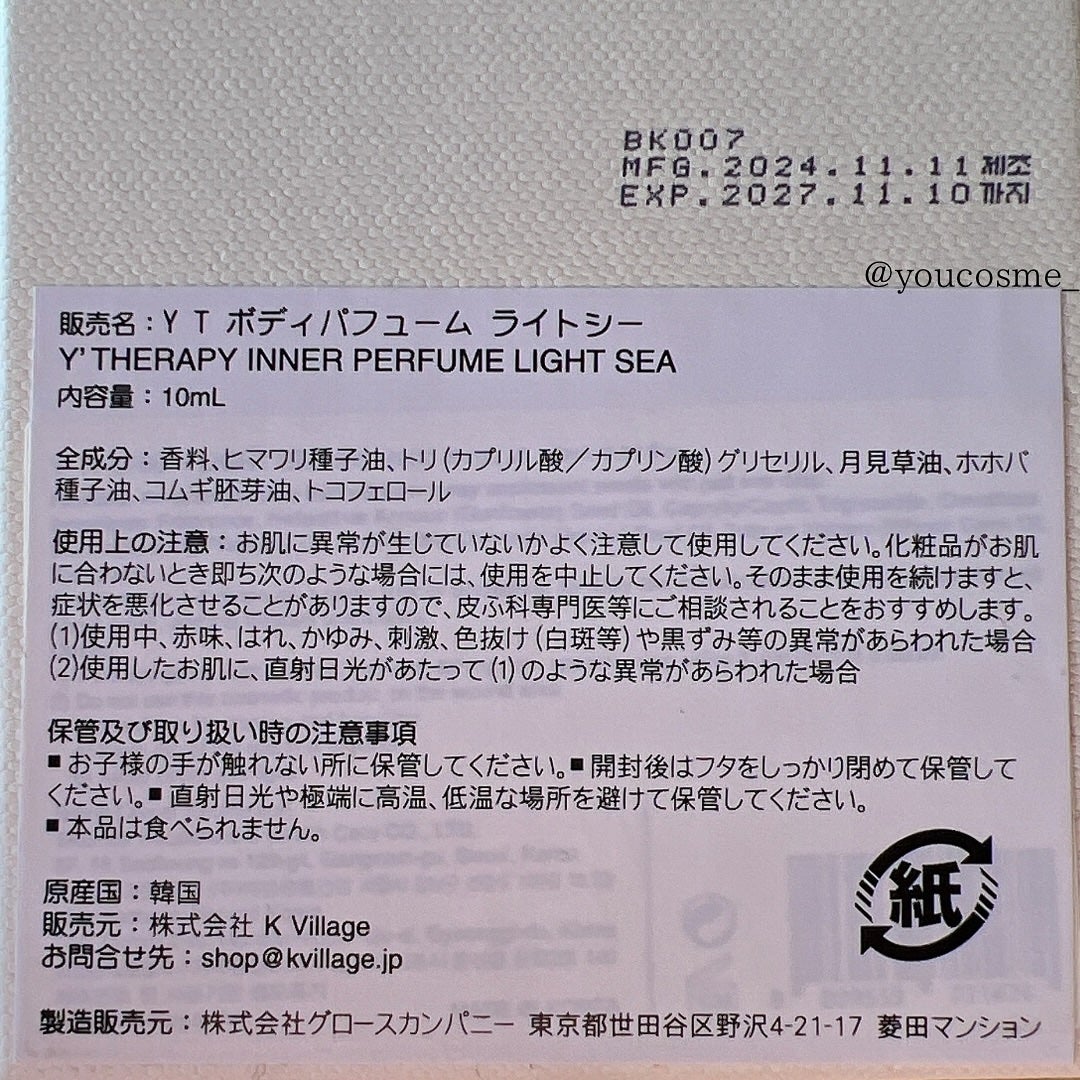 BK007
MFG.2024.11.11 제조
EXP.2027.11.10 까지
@youcosme_
販売名：Y T ボディパフューム ライトシー
Y' THERAPY INNER PERFUME LIGHT SEA
内容量：10mL
全成分：香料、ヒマワリ種子油、トリ（カプリル酸／カプリン酸）グリセリル、月見草油、ホホバ
種子油、コムギ胚芽油、トコフェロール
使用上の注意：お肌に異常が生じていないかよく注意して使用してください。化粧品がお肌
に合わないとき即ち次のような場合には、使用を中止してください。そのまま使用を続けますと、
症状を悪化させることがありますので、皮ふ科専門医等にご相談されることをおすすめします。
(1)使用中、赤味、はれ、かゆみ、刺激、色抜け（白斑等）や黒ずみ等の異常があらわれた場合
(2)使用したお肌に、直射日光があたって（1）のような異常があらわれた場合
保管及び取り扱い時の注意事項
■お子様の手が触れない所に保管してください。■開封後はフタをしっかり閉めて保管して
ください。■直射日光や極端に高温、低温な場所を避けて保管してください。
■本品は食べられません。
紙
原産国：韓国
販売元：株式会社 K Village
お問合せ先：shop@kvillage.jp
製造販売元：株式会社グロースカンパニー 東京都世田谷区野沢4-21-17 菱田マンション